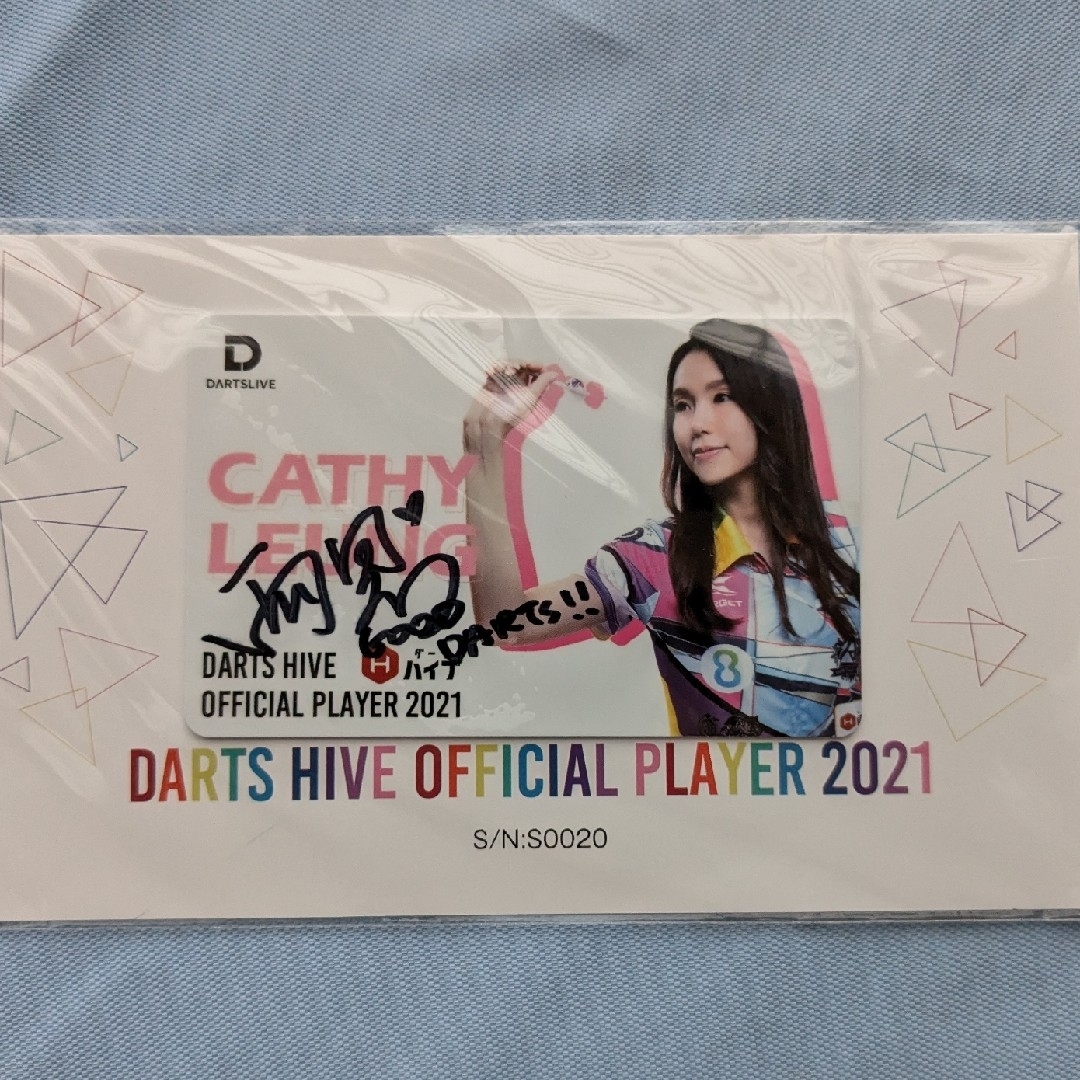 DARTSLIVE
CATHY
LEUNG
GOOD DARTS!!
DARTS HIVE
ハイブ
OFFICIAL PLAYER 2021
8
DARTS HIVE OFFICIAL PLAYER 2021
S/N:S0020